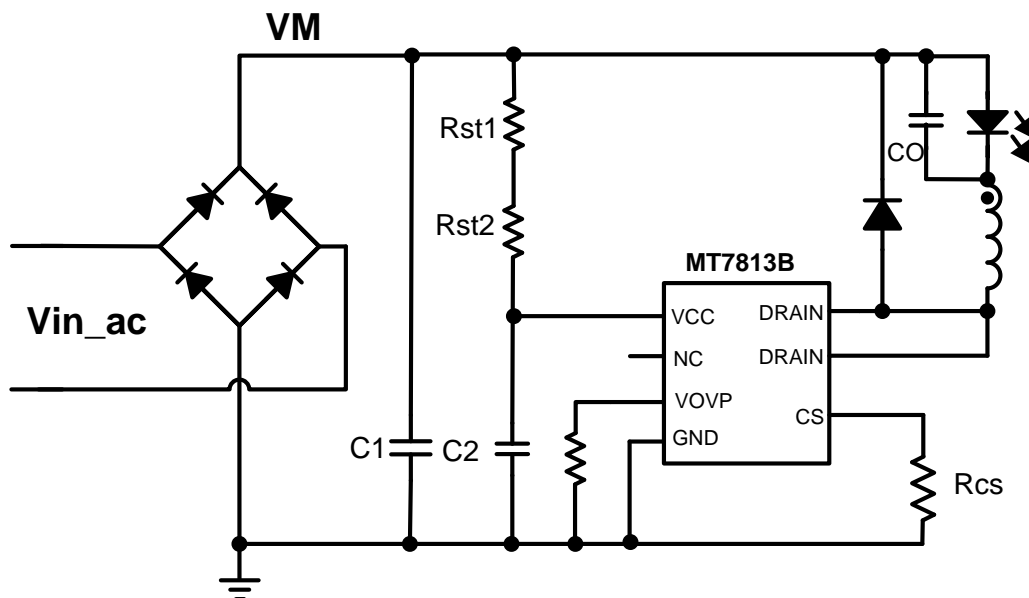 VM
Rst1
CO
Rst2
MT7813B
Vin_ac
VCC
DRAIN
NC
DRAIN
VOVP
CS
GND
C1
C2
Rcs